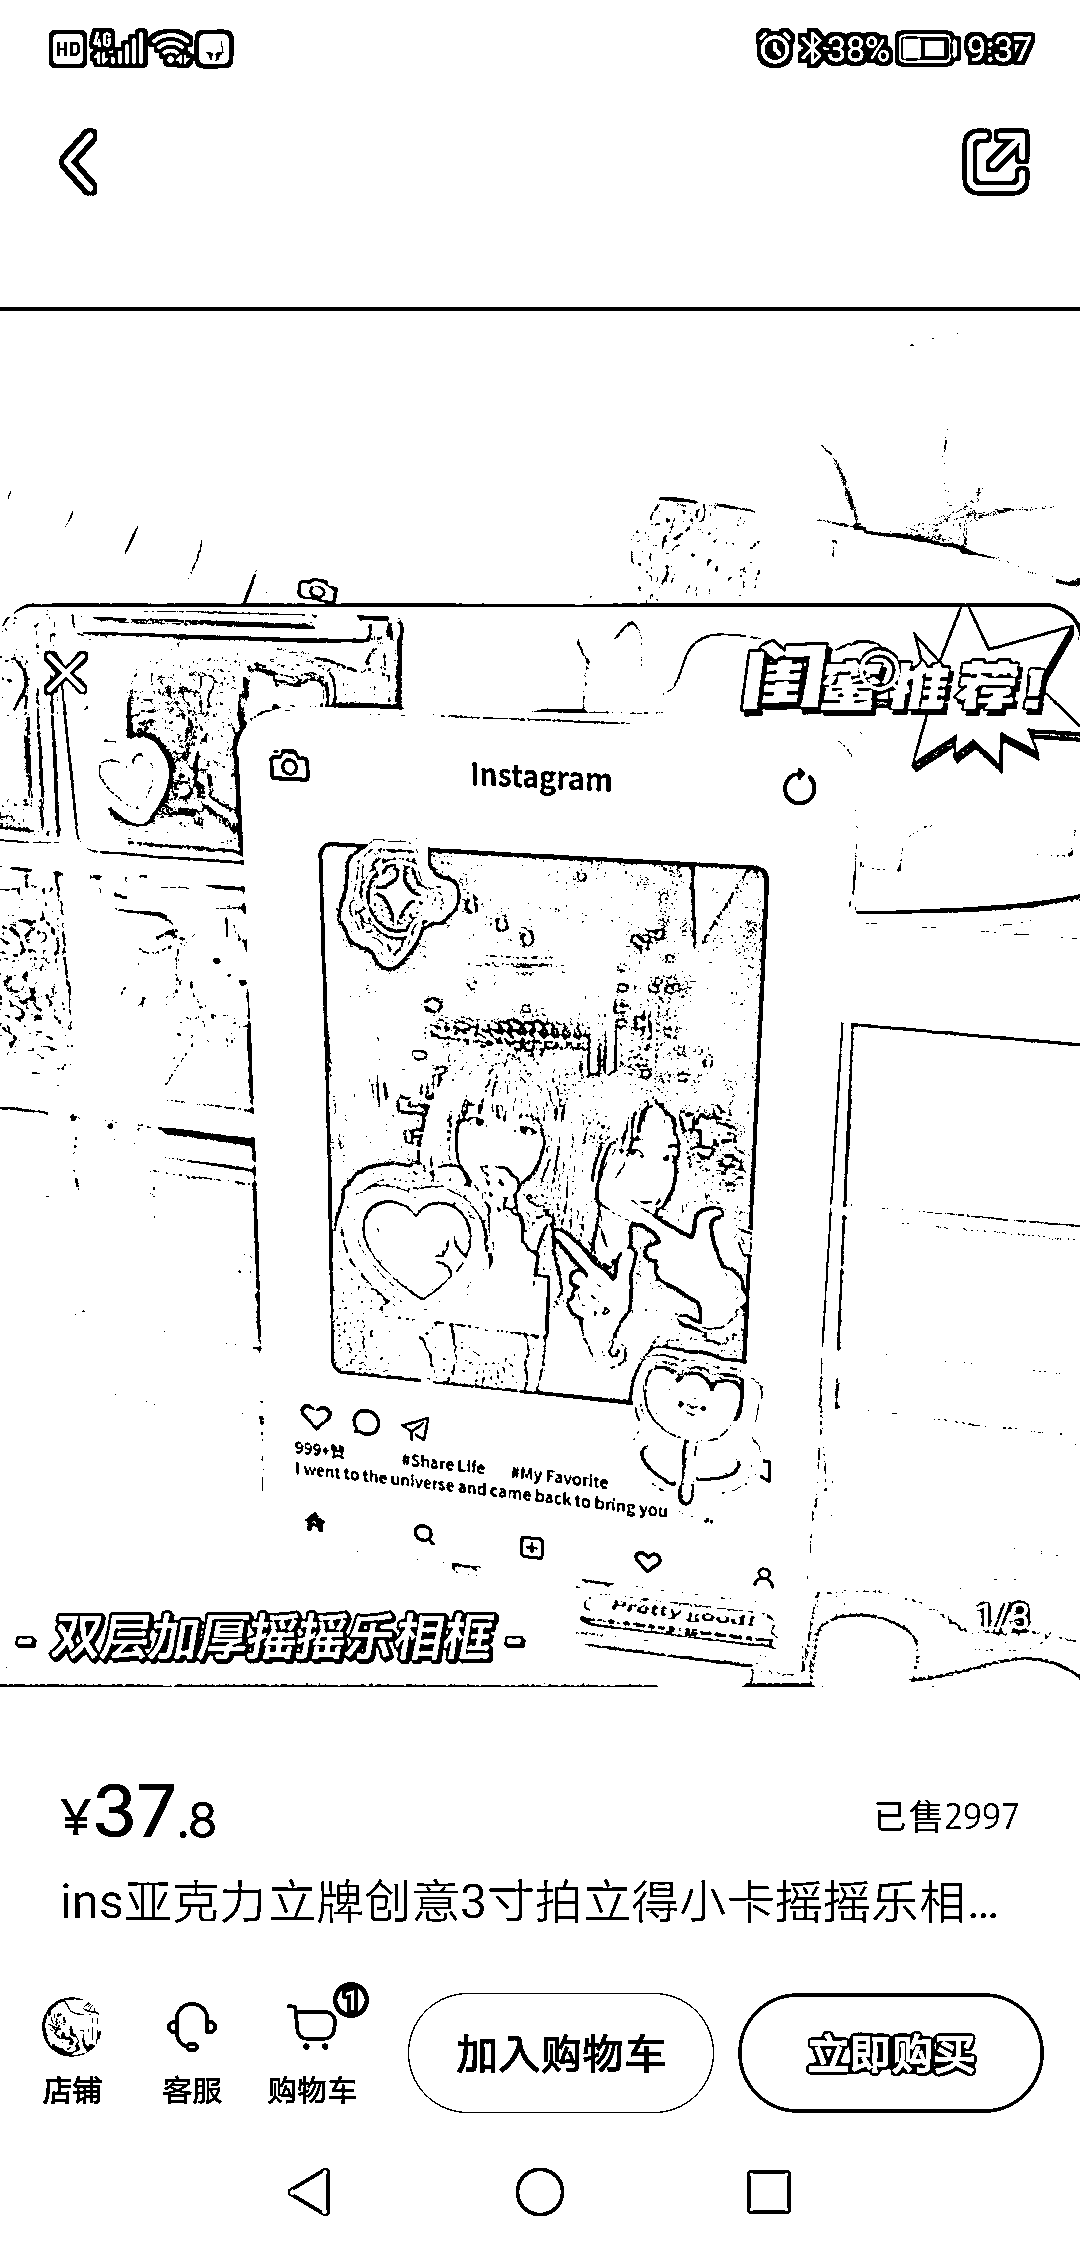 HD 4G 38% 9:37
闺蜜推荐!
Instagram
999+
#Share Life #My Favorite
I went to the universe and came back to bring you
Pretty good!
- 双层加厚摇摇乐相框 -
1/8
¥37.8
已售2997
ins亚克力立牌创意3寸拍立得小卡摇摇乐相...
1
店铺 客服 购物车 加入购物车 立即购买